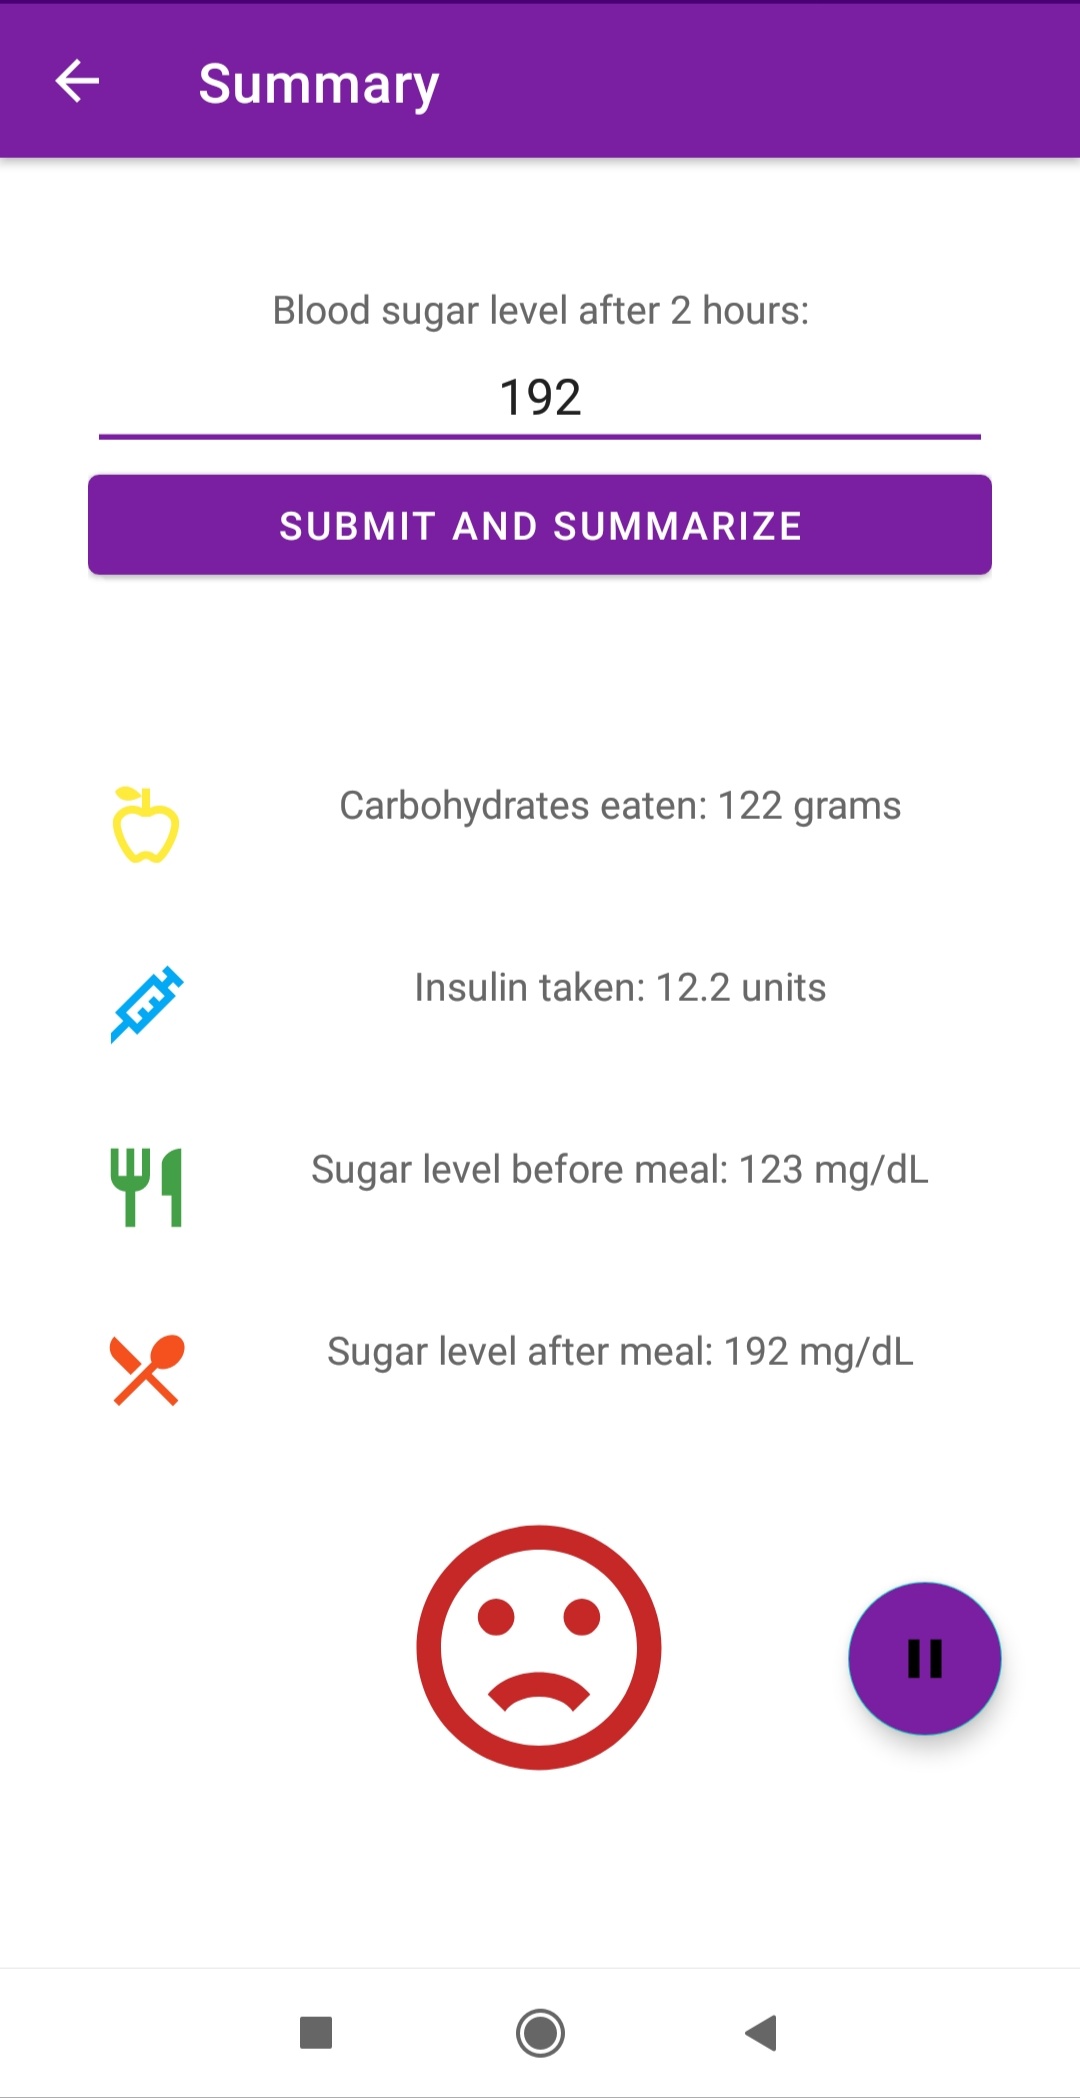 Summary
Blood sugar level after 2 hours:
192
SUBMIT AND SUMMARIZE
Carbohydrates eaten: 122 grams
Insulin taken: 12.2 units
Sugar level before meal: 123 mg/dL
Sugar level after meal: 192 mg/dL